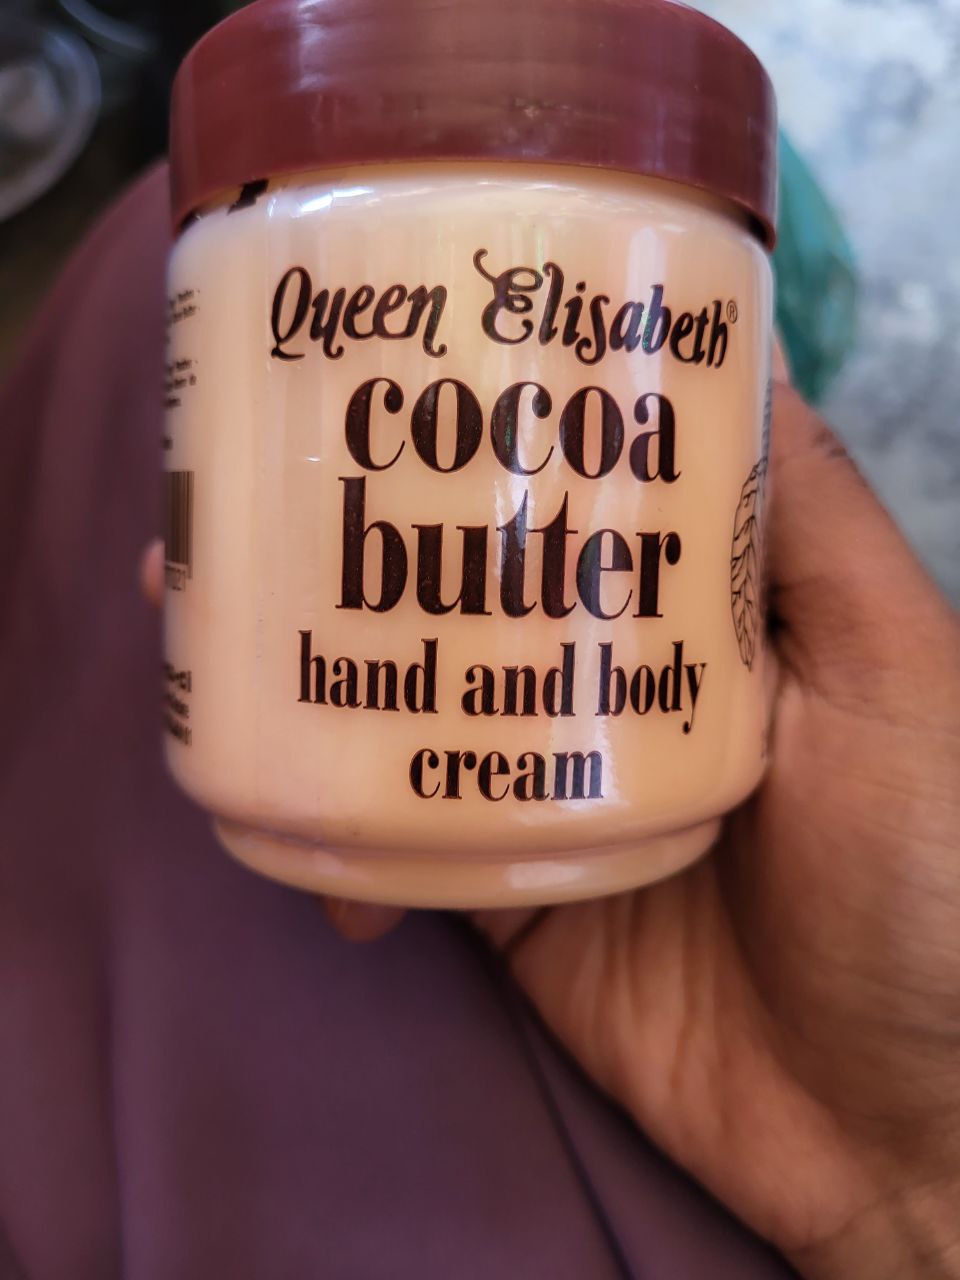 Queen Elisabeth®
cocoa
butter
hand and body
cream